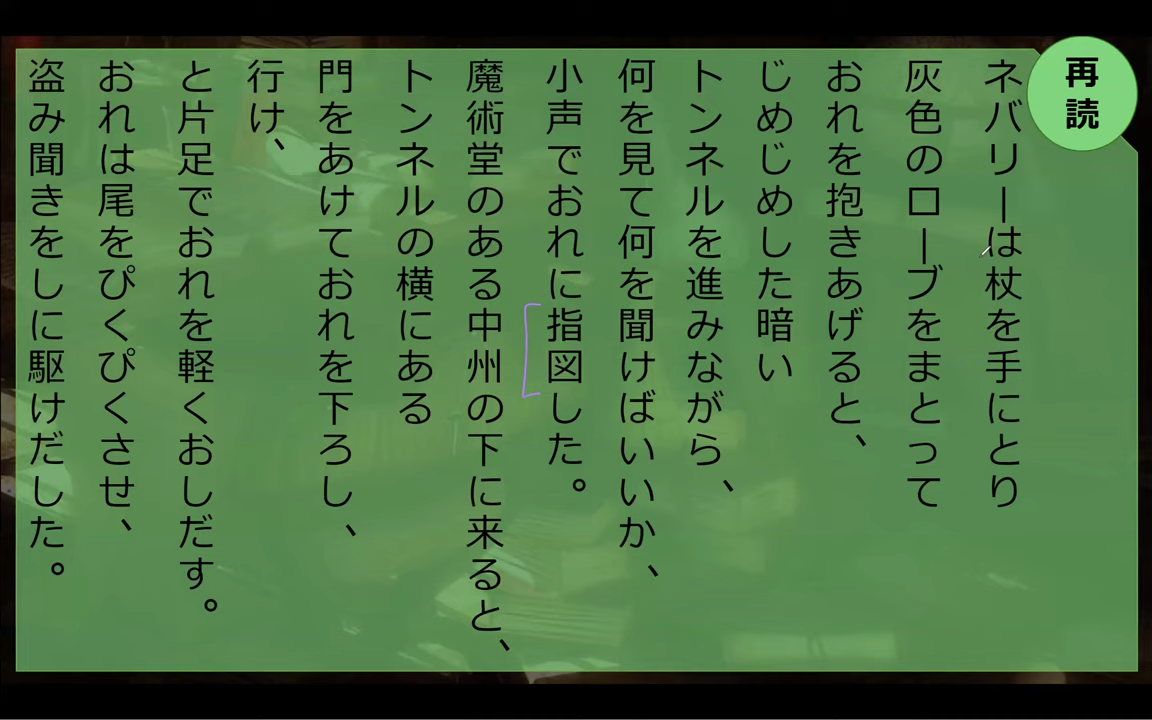 再読
ネバリーは杖を手にとり
灰色のローブをまとって
おれを抱きあげると、
じめじめした暗い
トンネルを進みながら、
何を見て何を聞けばいいか、
小声でおれに指図した。
魔術堂のある中州の下に来ると、
トンネルの横にある
門をあけておれを下ろし、
行け、
と片足でおれを軽くおしだす。
おれは尾をぴくぴくさせ、
盗み聞きをしに駆けだした。